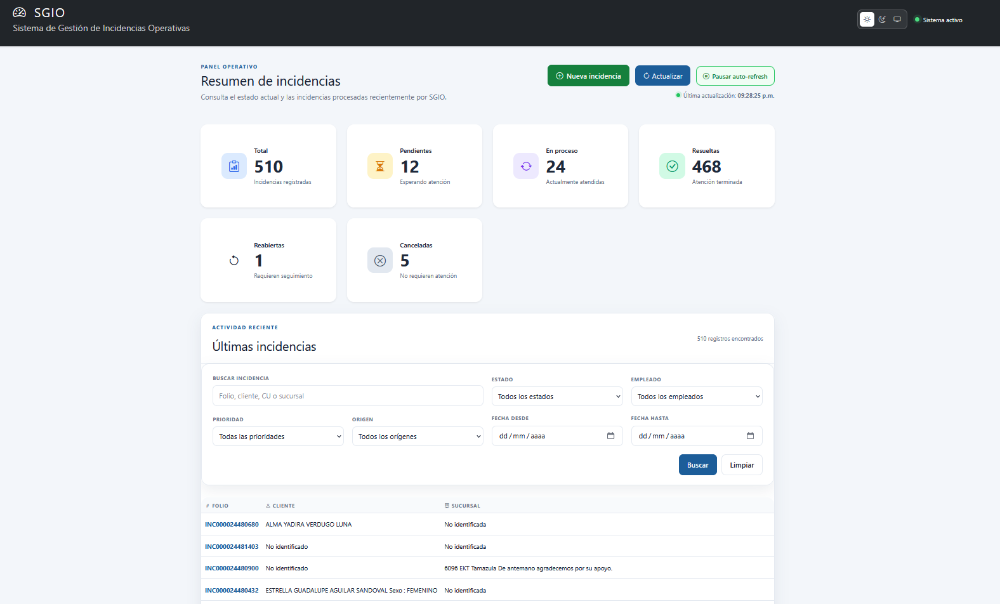 SGIO
Sistema de Gestión de Incidencias Operativas
Sistema activo
PANEL OPERATIVO
Resumen de incidencias
Consulta el estado actual y las incidencias procesadas recientemente por SGIO.
Nueva incidencia
Actualizar
Pausar auto-refresh
Última actualización: 09:28:25 p.m.
Total
510
Incidencias registradas
Pendientes
12
Esperando atención
En proceso
24
Actualmente atendidas
Resueltas
468
Atención terminada
Reabiertas
1
Requieren seguimiento
Canceladas
5
No requieren atención
ACTIVIDAD RECIENTE
Últimas incidencias
510 registros encontrados
BUSCAR INCIDENCIA
Folio, cliente, CU o sucursal
ESTADO
Todos los estados
EMPLEADO
Todos los empleados
PRIORIDAD
Todas las prioridades
ORIGEN
Todos los orígenes
FECHA DESDE
dd/mm/aaaa
FECHA HASTA
dd/mm/aaaa
Buscar
Limpiar
# FOLIO CLIENTE SUCURSAL
INC000024480680 ALMA YADIRA VERDUGO LUNA No identificada
INC000024481403 No identificado No identificada
INC000024480900 No identificado 6096 EKT Tamazula De antemano agradecemos por su apoyo.
INC000024480432 ESTRELLA GUADALUPE AGUILAR SANDOVAL Sexo : FEMENINO No identificada